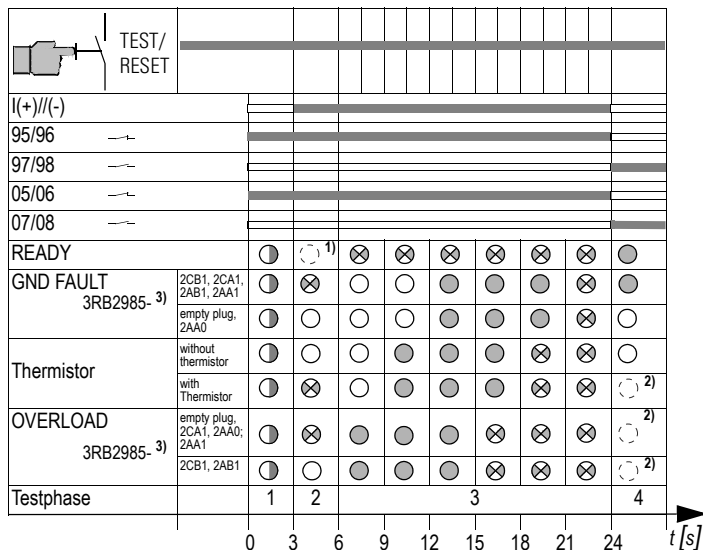 TEST/
RESET
I(+)//(-)
95/96
97/98
05/06
07/08
READY 1)
GND FAULT
3RB2985- 3)
2CB1, 2CA1,
2AB1, 2AA1
empty plug,
2AA0
Thermistor
without
thermistor
with
Thermistor
2)
OVERLOAD
3RB2985- 3)
empty plug,
2CA1, 2AA0;
2AA1
2)
2CB1, 2AB1
2)
Testphase 1 2 3 4
0 3 6 9 12 15 18 21 24 t [s]